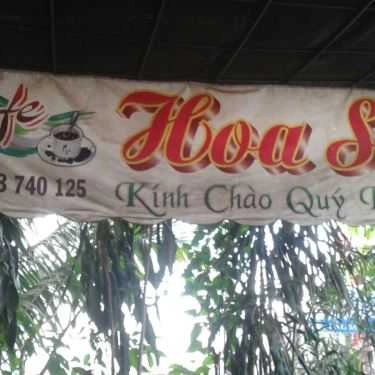 fe
Hoa S
3 740 125
Kính Chào Quý